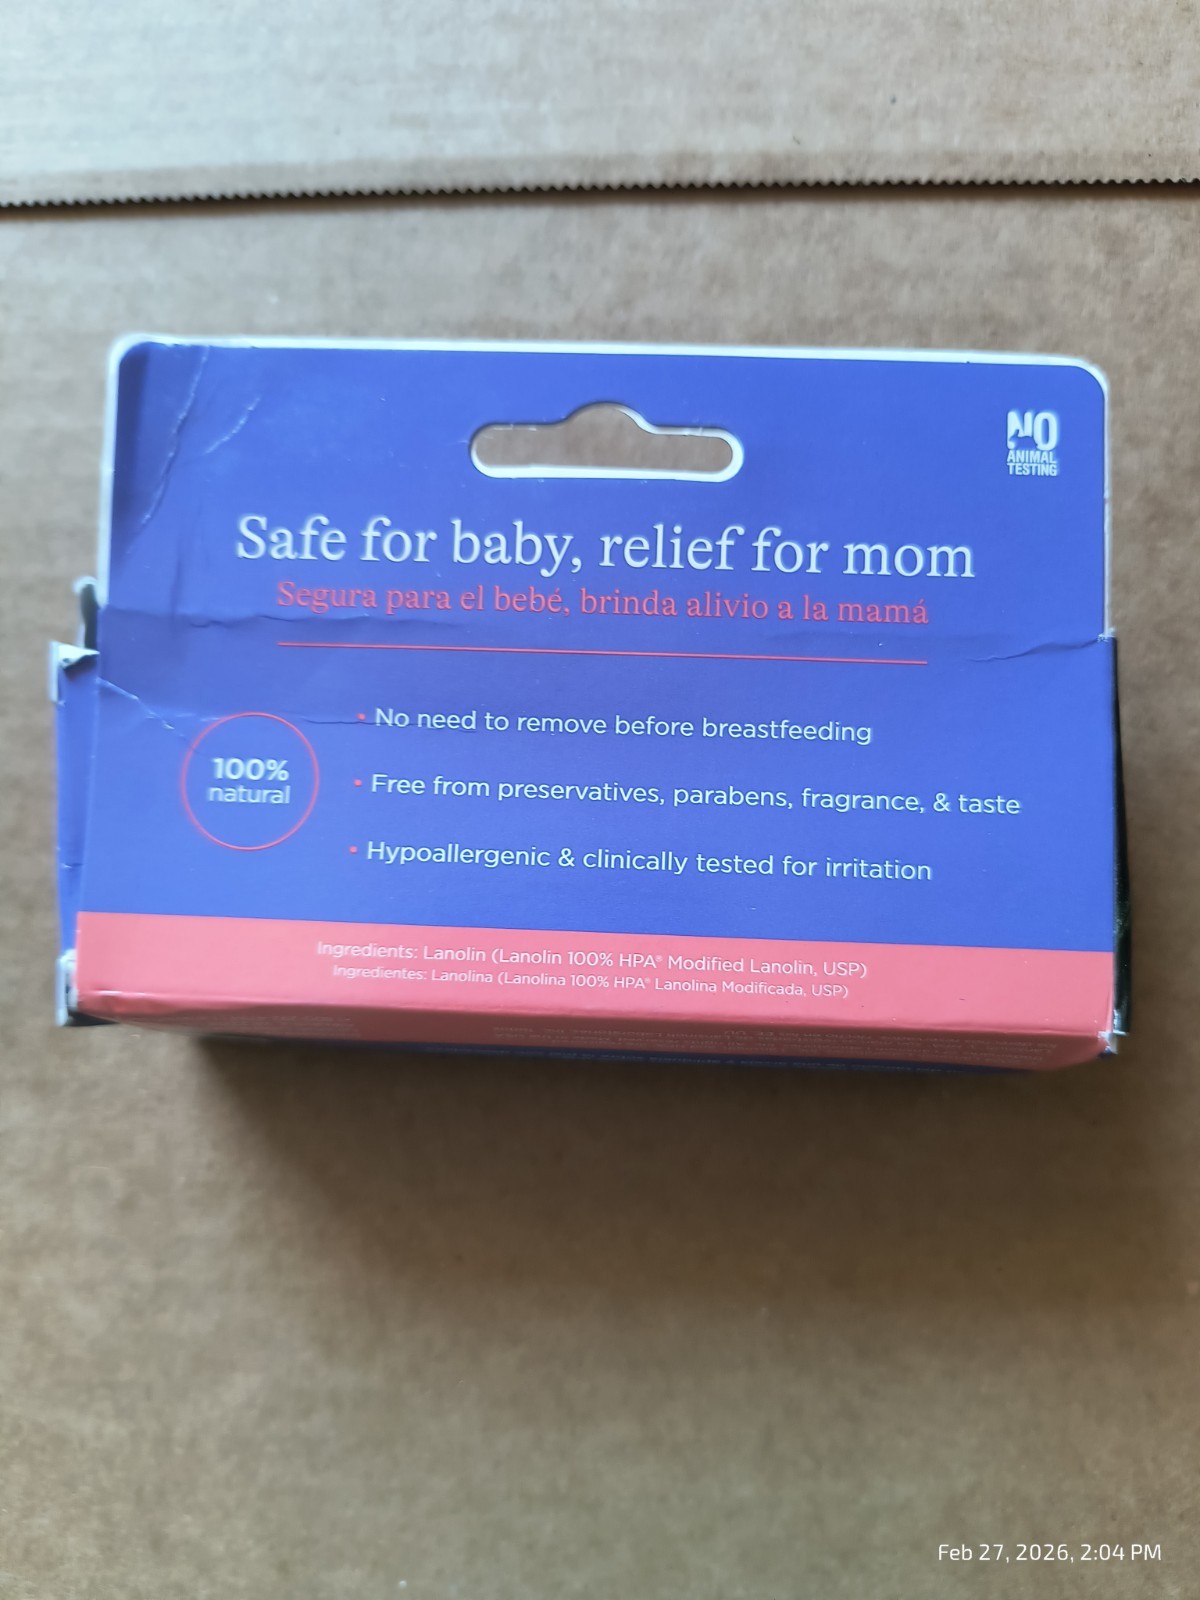 NO
ANIMAL
TESTING
Safe for baby, relief for mom
Segura para el bebé, brinda alivio a la mamá
100%
natural
• No need to remove before breastfeeding
• Free from preservatives, parabens, fragrance, & taste
• Hypoallergenic & clinically tested for irritation
Ingredients: Lanolin (Lanolin 100% HPA® Modified Lanolin, USP)
Ingredientes: Lanolina (Lanolina 100% HPA® Lanolina Modificada, USP)
Feb 27, 2026, 2:04 PM